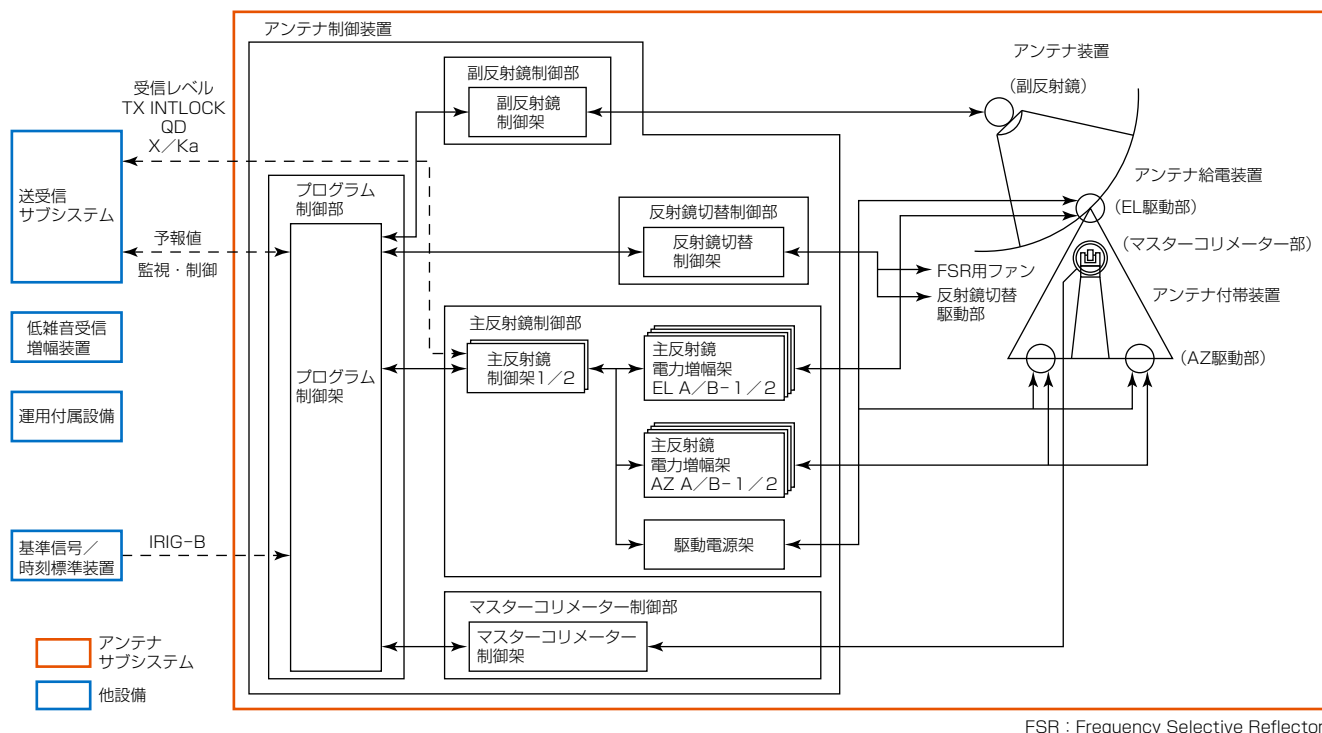 アンテナ制御装置
アンテナ装置
(副反射鏡)
副反射鏡制御部
副反射鏡
制御架
受信レベル
TX INTLOCK
QD
X/Ka
送受信
サブシステム
予報値
監視・制御
プログラム
制御部
プログラム
制御架
反射鏡切替制御部
反射鏡切替
制御架
アンテナ給電装置
(EL駆動部)
(マスターコリメーター部)
FSR用ファン
反射鏡切替
駆動部
アンテナ付帯装置
(AZ駆動部)
低雑音受信
増幅装置
運用付属設備
主反射鏡制御部
主反射鏡
制御架1/2
主反射鏡
電力増幅架
EL A/B-1/2
主反射鏡
電力増幅架
AZ A/B-1/2
駆動電源架
基準信号/
時刻標準装置
IRIG-B
マスターコリメーター制御部
マスターコリメーター
制御架
アンテナ
サブシステム
他設備
FSR:Frequency Selective Reflector